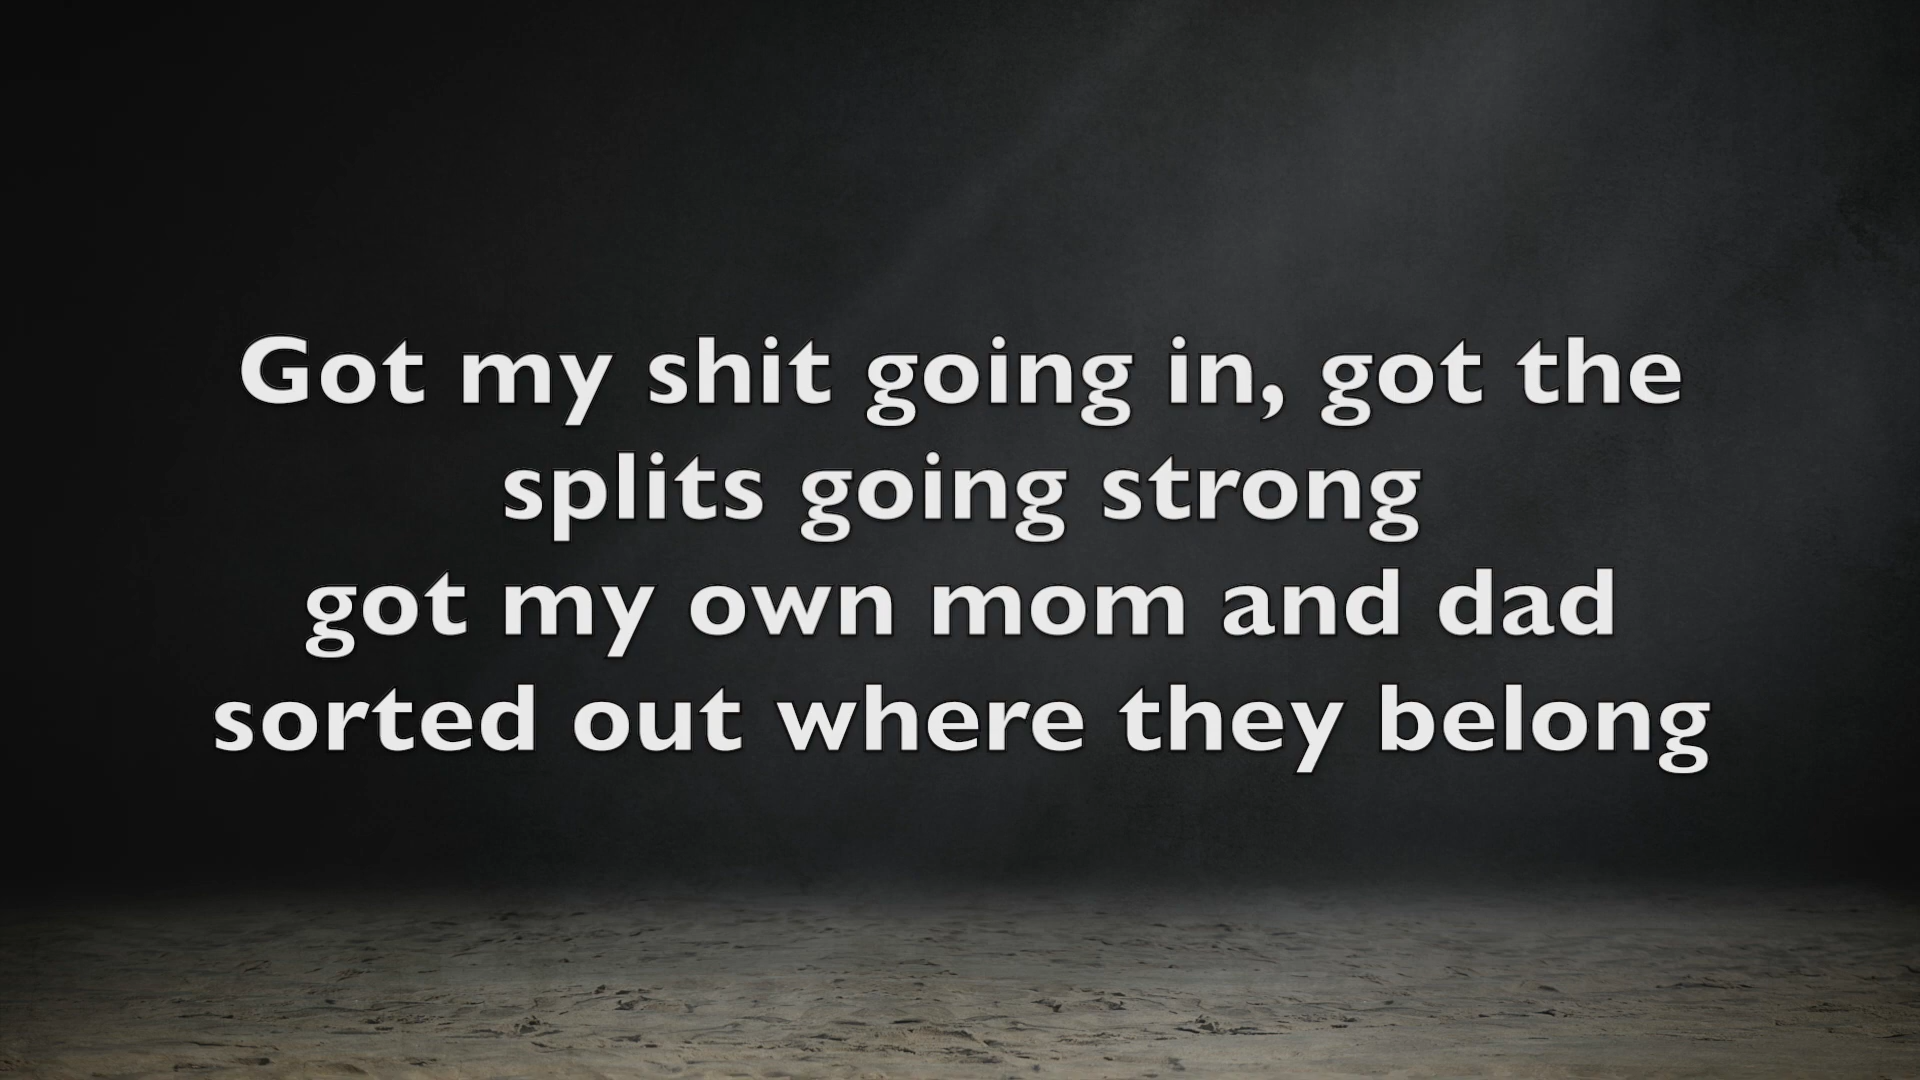 Got my shit going in, got the
splits going strong
got my own mom and dad
sorted out where they belong